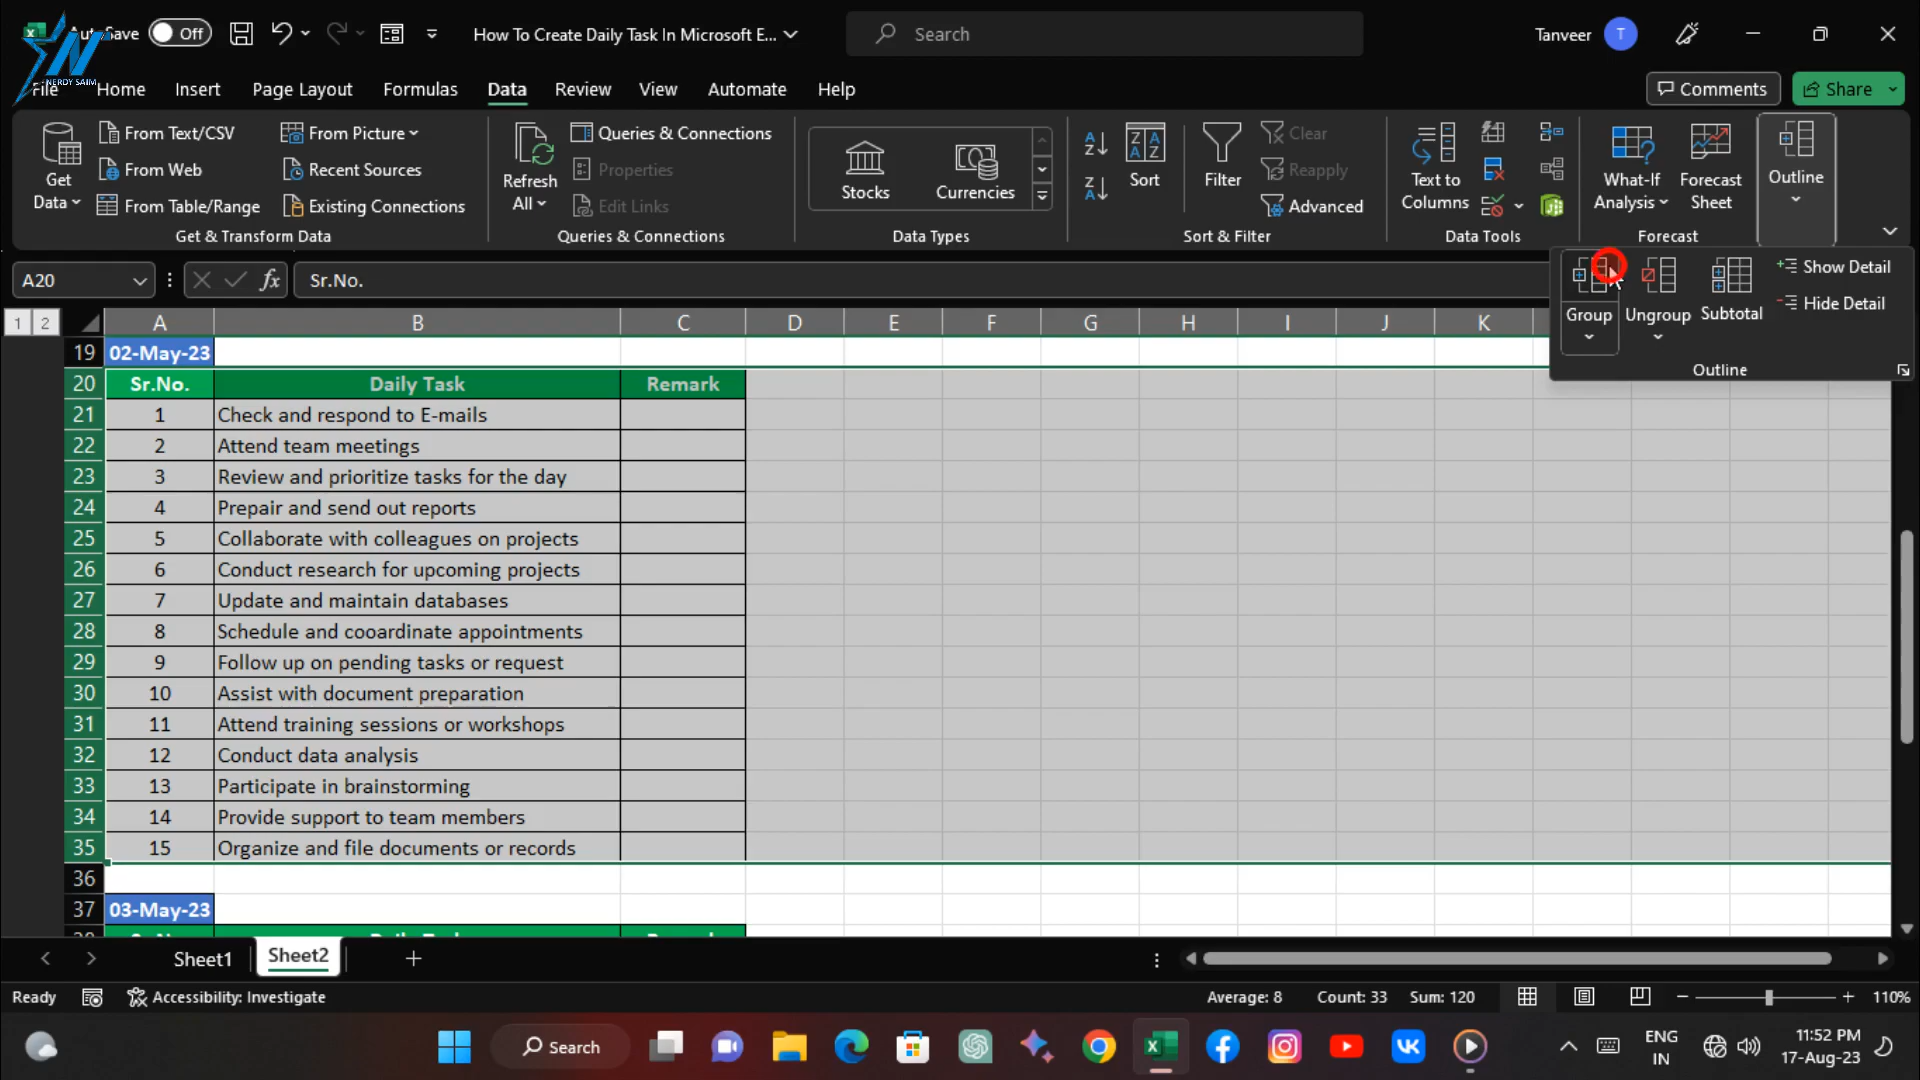 AutoSave Off How To Create Daily Task In Microsoft E... Search Tanveer T
NERDY SAIM
File Home Insert Page Layout Formulas Data Review View Automate Help Comments Share
Get Data From Text/CSV From Picture
From Web Recent Sources
From Table/Range Existing Connections
Get & Transform Data
Refresh All Queries & Connections
Properties
Edit Links
Queries & Connections
Stocks Currencies
Data Types
Sort Filter Clear
Reapply
Advanced
Sort & Filter
Text to Columns
Data Tools
What-If Analysis Forecast Sheet
Forecast
Outline
Group Ungroup Subtotal Show Detail
Hide Detail
Outline
A20 fx Sr.No.
1 2 A B C D E F G H I J K
19 02-May-23
20 Sr.No. Daily Task Remark
21 1 Check and respond to E-mails
22 2 Attend team meetings
23 3 Review and prioritize tasks for the day
24 4 Prepair and send out reports
25 5 Collaborate with colleagues on projects
26 6 Conduct research for upcoming projects
27 7 Update and maintain databases
28 8 Schedule and cooardinate appointments
29 9 Follow up on pending tasks or request
30 10 Assist with document preparation
31 11 Attend training sessions or workshops
32 12 Conduct data analysis
33 13 Participate in brainstorming
34 14 Provide support to team members
35 15 Organize and file documents or records
36
37 03-May-23
Sheet1 Sheet2
Ready Accessibility: Investigate Average: 8 Count: 33 Sum: 120 110%
Search ENG IN 11:52 PM 17-Aug-23